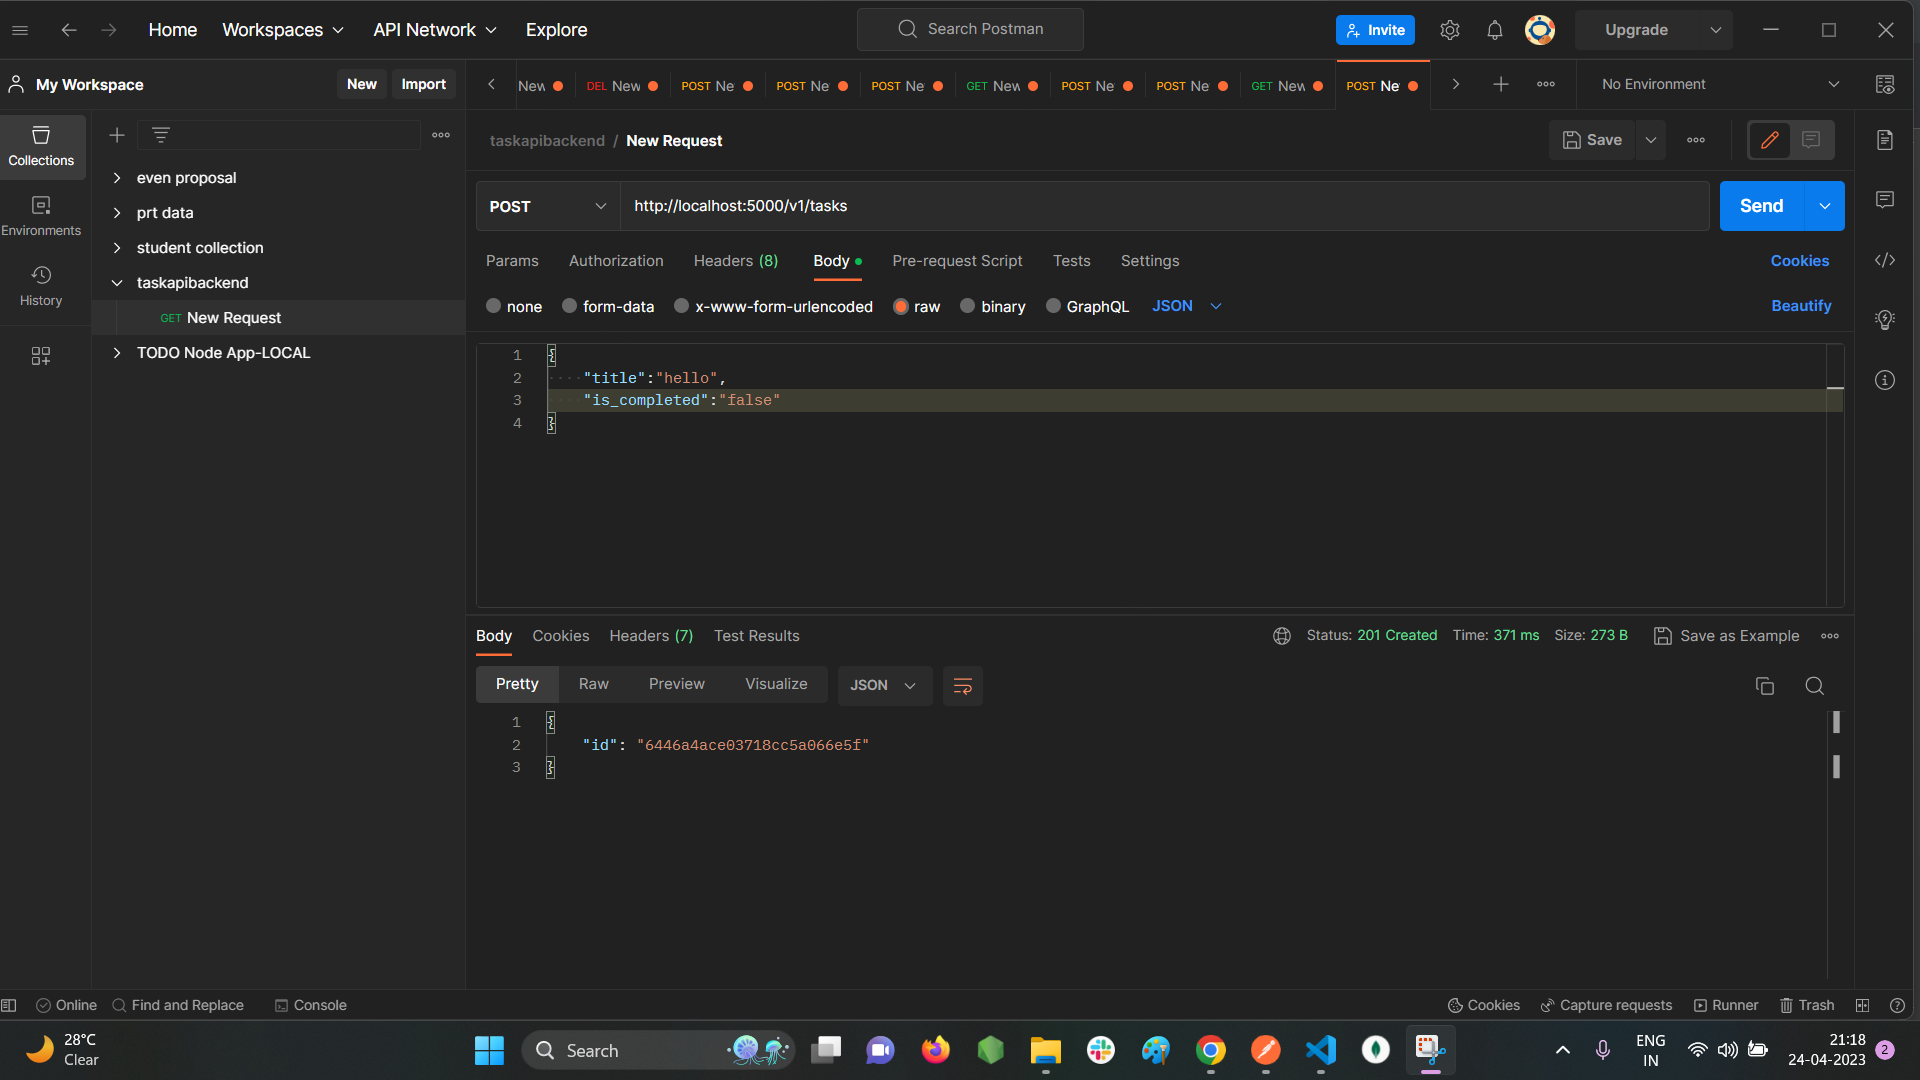 Home
Workspaces
API Network
Explore
Search Postman
Invite
Upgrade
My Workspace
New
Import
New
DEL New
POST Ne
POST Ne
POST Ne
GET New
POST Ne
POST Ne
GET New
POST Ne
No Environment
Collections
Environments
History
even proposal
prt data
student collection
taskapibackend
GET New Request
TODO Node App-LOCAL
taskapibackend / New Request
Save
POST
http://localhost:5000/v1/tasks
Send
Params
Authorization
Headers (8)
Body
Pre-request Script
Tests
Settings
Cookies
none
form-data
x-www-form-urlencoded
raw
binary
GraphQL
JSON
Beautify
1 {
2 "title":"hello",
3 "is_completed":"false"
4 }
Body
Cookies
Headers (7)
Test Results
Status: 201 Created
Time: 371 ms
Size: 273 B
Save as Example
Pretty
Raw
Preview
Visualize
JSON
1 {
2 "id": "6446a4ace03718cc5a066e5f"
3 }
Online
Find and Replace
Console
Cookies
Capture requests
Runner
Trash
28°C
Clear
Search
ENG
IN
21:18
24-04-2023
2